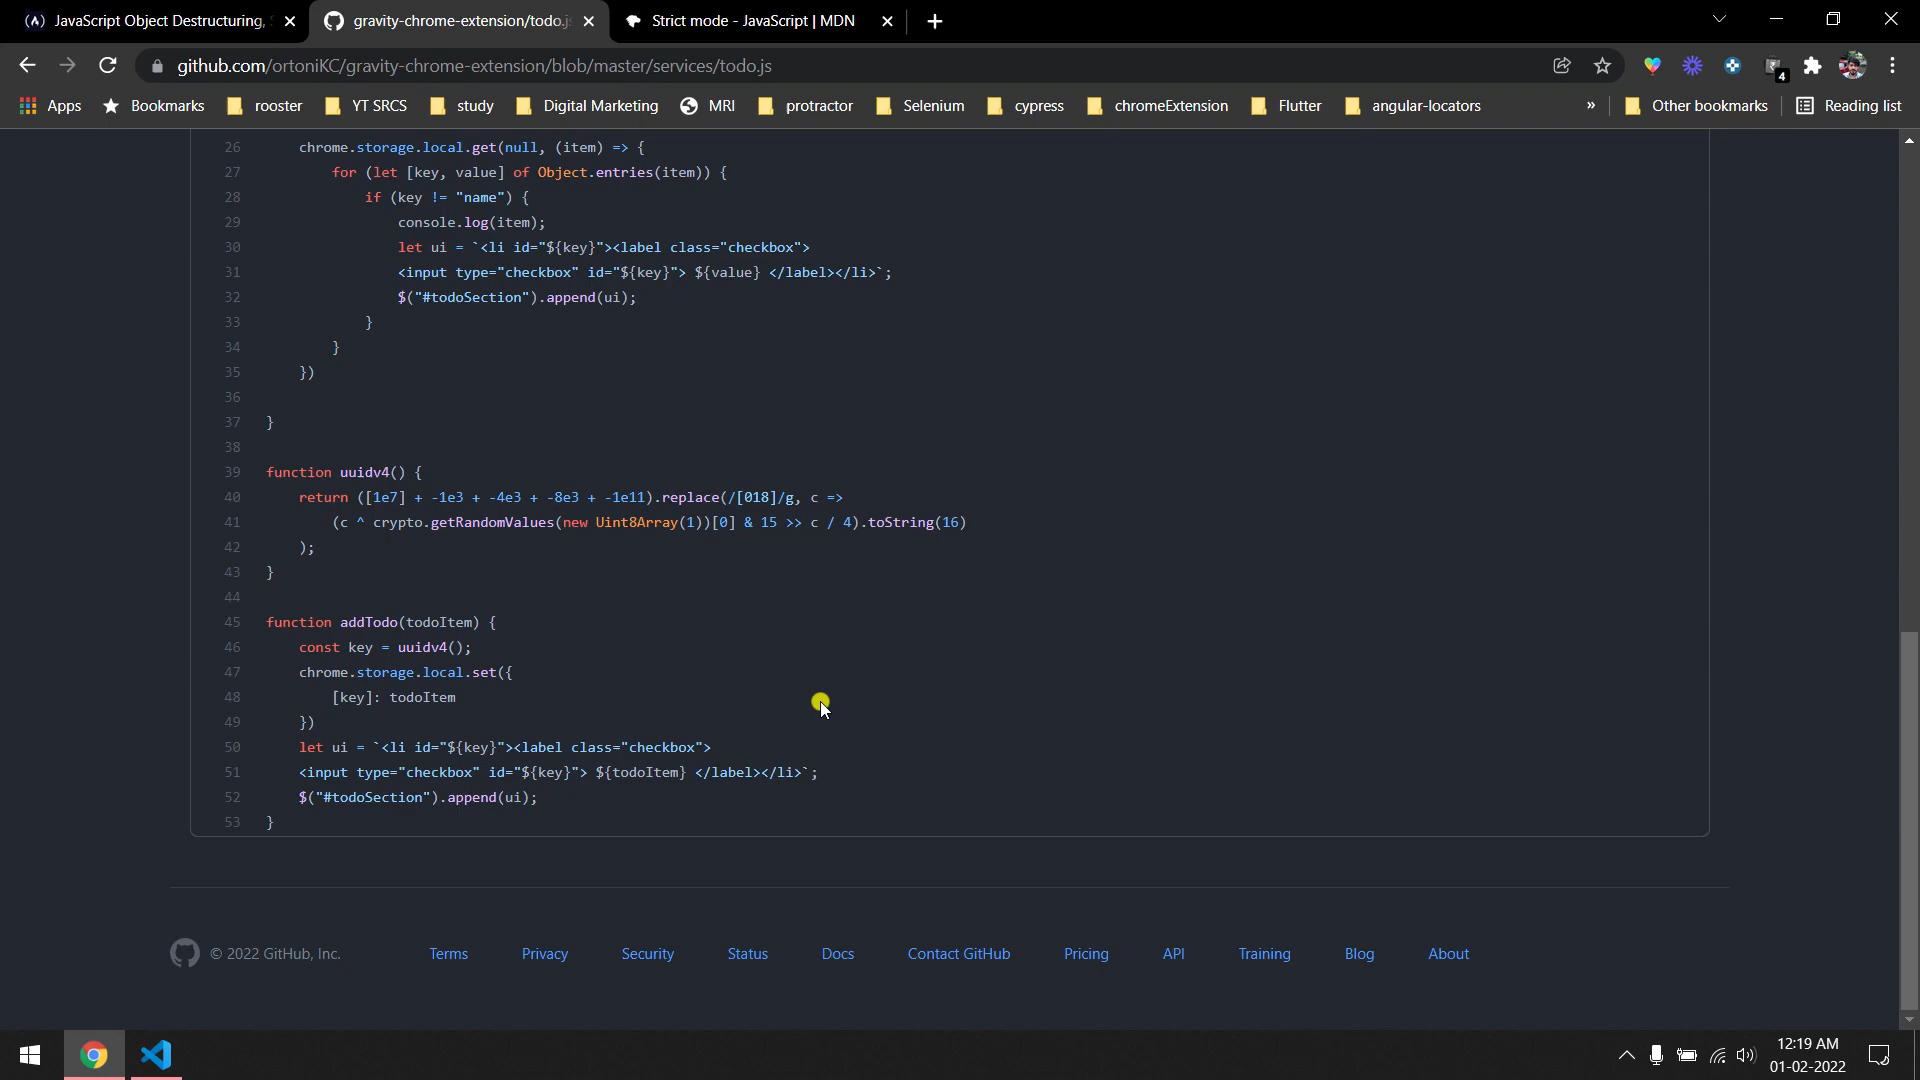 JavaScript Object Destructuring,
gravity-chrome-extension/todo.js
Strict mode - JavaScript | MDN
github.com/ortoniKC/gravity-chrome-extension/blob/master/services/todo.js
4
Apps
Bookmarks
rooster
YT SRCS
study
Digital Marketing
MRI
protractor
Selenium
cypress
chromeExtension
Flutter
angular-locators
»
Other bookmarks
Reading list
26 chrome.storage.local.get(null, (item) => {
27 for (let [key, value] of Object.entries(item)) {
28 if (key != "name") {
29 console.log(item);
30 let ui = `<li id="${key}"><label class="checkbox">
31 <input type="checkbox" id="${key}"> ${value} </label></li>`;
32 $("#todoSection").append(ui);
33 }
34 }
35 })
36
37 }
38
39 function uuidv4() {
40 return ([1e7] + -1e3 + -4e3 + -8e3 + -1e11).replace(/[018]/g, c =>
41 (c ^ crypto.getRandomValues(new Uint8Array(1))[0] & 15 >> c / 4).toString(16)
42 );
43 }
44
45 function addTodo(todoItem) {
46 const key = uuidv4();
47 chrome.storage.local.set({
48 [key]: todoItem
49 })
50 let ui = `<li id="${key}"><label class="checkbox">
51 <input type="checkbox" id="${key}"> ${todoItem} </label></li>`;
52 $("#todoSection").append(ui);
53 }
© 2022 GitHub, Inc.
Terms
Privacy
Security
Status
Docs
Contact GitHub
Pricing
API
Training
Blog
About
12:19 AM
01-02-2022